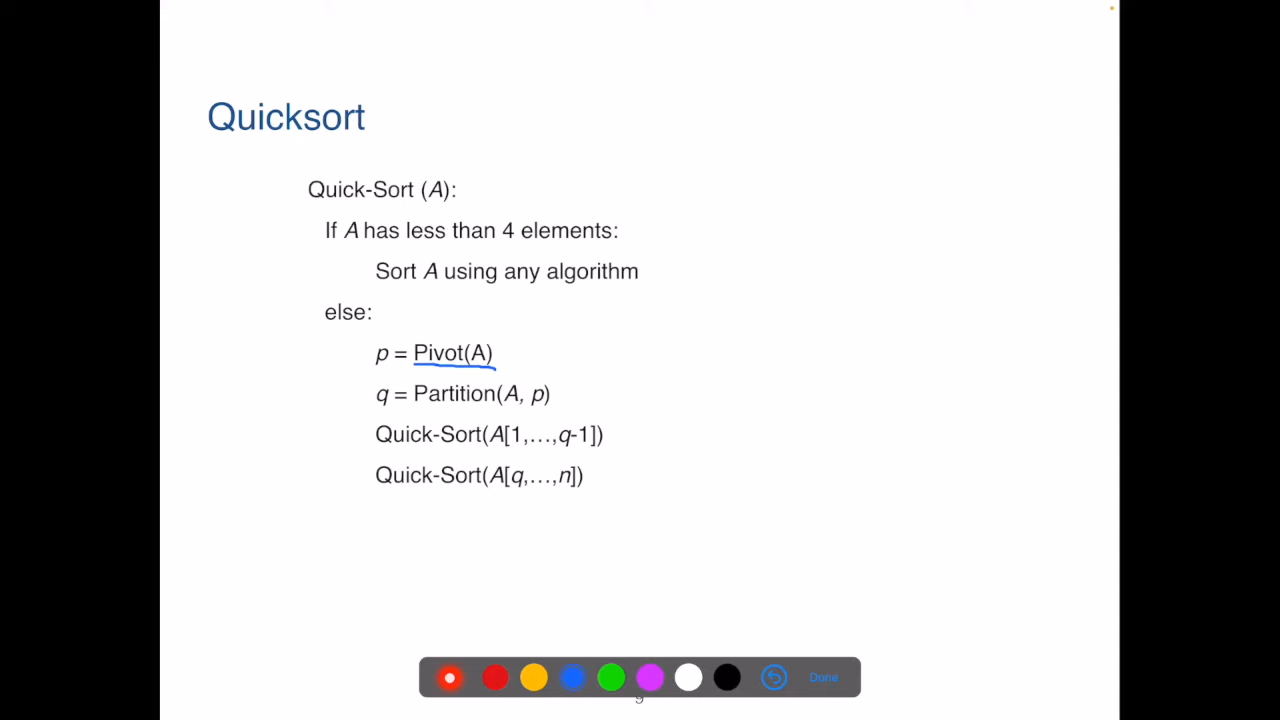 Quicksort
Quick-Sort (A):
If A has less than 4 elements:
Sort A using any algorithm
else:
p = Pivot(A)
q = Partition(A, p)
Quick-Sort(A[1,…,q-1])
Quick-Sort(A[q,…,n])
Done